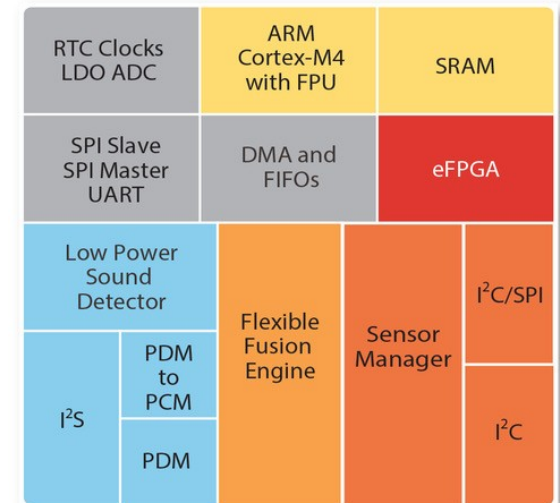 RTC Clocks
LDO ADC
ARM
Cortex-M4
with FPU
SRAM
SPI Slave
SPI Master
UART
DMA and
FIFOs
eFPGA
Low Power
Sound
Detector
Flexible
Fusion
Engine
Sensor
Manager
I²C/SPI
I²S
PDM
to
PCM
PDM
I²C